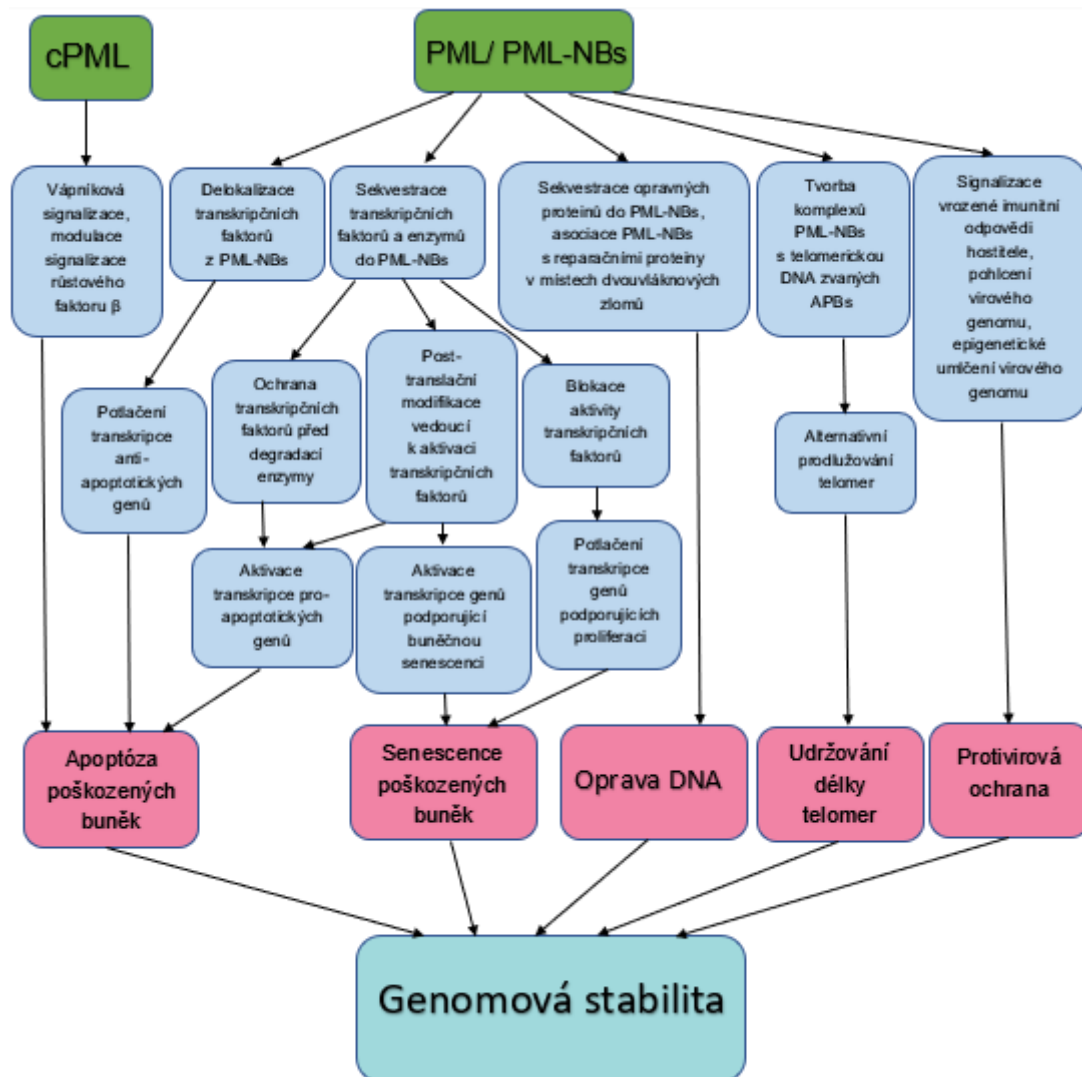 cPML
PML/ PML-NBs
Vápníková
signalizace,
modulace
signalizace
růstového
faktoru β
Delokalizace
transkripčních
faktorů
z PML-NBs
Sekvestrace
transkripčních
faktorů a enzymů
do PML-NBs
Sekvestrace opravných
proteinů do PML-NBs,
asociace PML-NBs
s reparačními proteiny
v místech dvouvláknových
zlomů
Tvorba
komplexů
PML-NBs
s telomerickou
DNA zvaných
APBs
Signalizace
vrozené imunitní
odpovědi
hostitele,
pohlcení
virového
genomu,
epigenetické
umlčení virového
genomu
Potlačení
transkripce
anti-
apoptotických
genů
Ochrana
transkripčních
faktorů před
degradací
enzymy
Post-
translační
modifikace
vedoucí
k aktivaci
transkripčních
faktorů
Blokace
aktivity
transkripčních
faktorů
Alternativní
prodlužování
telomer
Aktivace
transkripce pro-
apoptotických
genů
Aktivace
transkripce genů
podporující
buněčnou
senescenci
Potlačení
transkripce
genů
podporujících
proliferaci
Apoptóza
poškozených
buněk
Senescence
poškozených
buněk
Oprava DNA
Udržování
délky
telomer
Protivirová
ochrana
Genomová stabilita